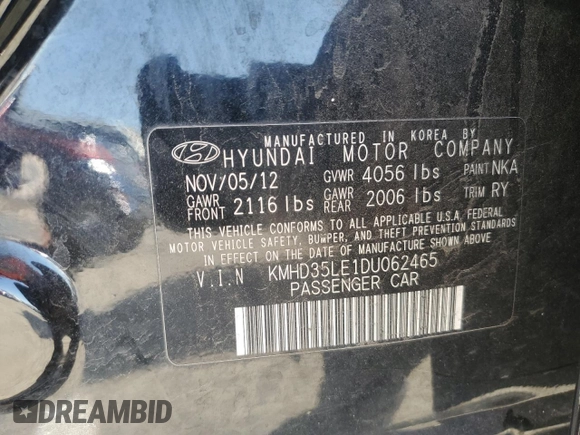 MANUFACTURED IN KOREA BY
HYUNDAI MOTOR COMPANY
NOV/05/12 GVWR 4056 lbs PAINT NKA
GAWR FRONT 2116 lbs GAWR REAR 2006 lbs TRIM RY
THIS VEHICLE CONFORMS TO ALL APPLICABLE U.S.A. FEDERAL
MOTOR VEHICLE SAFETY, BUMPER, AND THEFT PREVENTION STANDARDS
IN EFFECT ON THE DATE OF MANUFACTURE SHOWN ABOVE.
V.I.N KMHD35LE1DU062465
PASSENGER CAR
DREAMBID